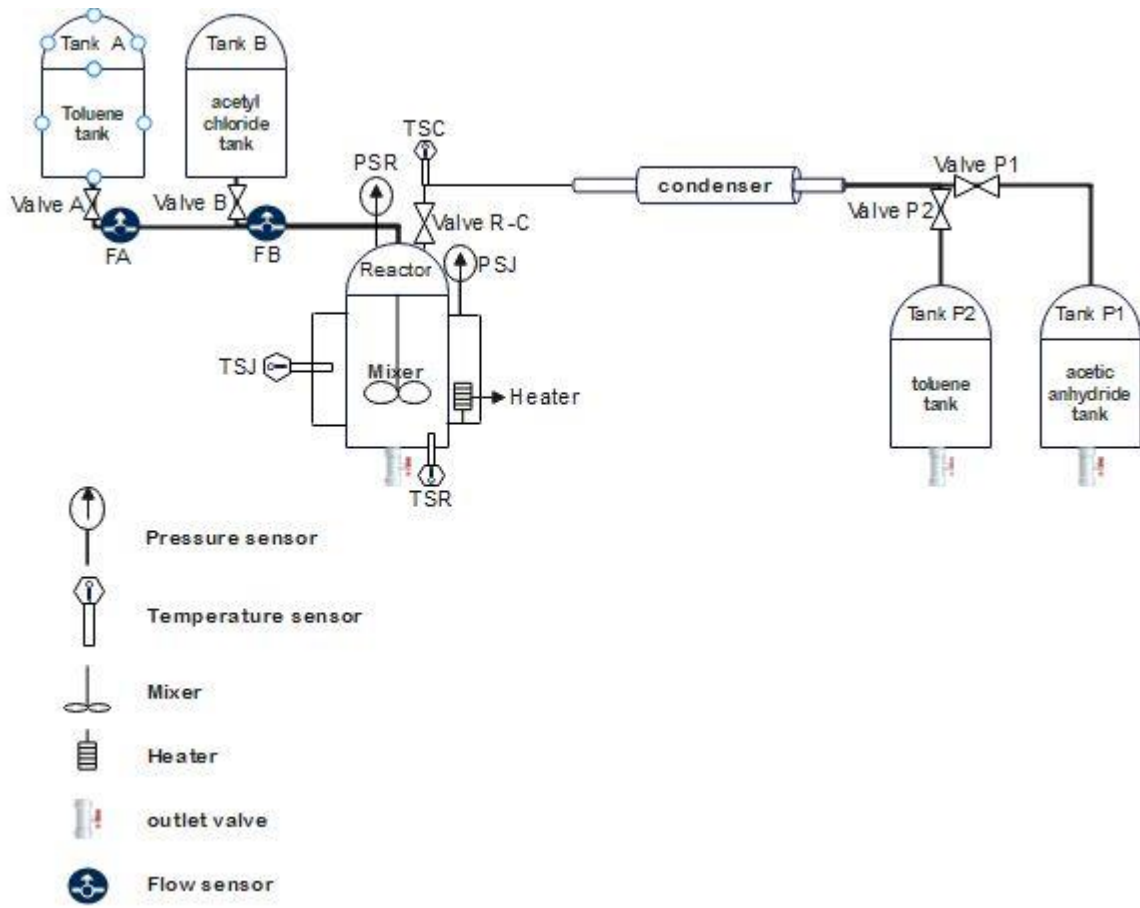 Tank A
Toluene
tank
Valve A
FA
Tank B
acetyl
chloride
tank
Valve B
FB
PSR
TSC
Valve R-C
Reactor
PSJ
TSJ
Mixer
Heater
TSR
condenser
Valve P1
Valve P2
Tank P2
toluene
tank
Tank P1
acetic
anhydride
tank
Pressure sensor
Temperature sensor
Mixer
Heater
outlet valve
Flow sensor